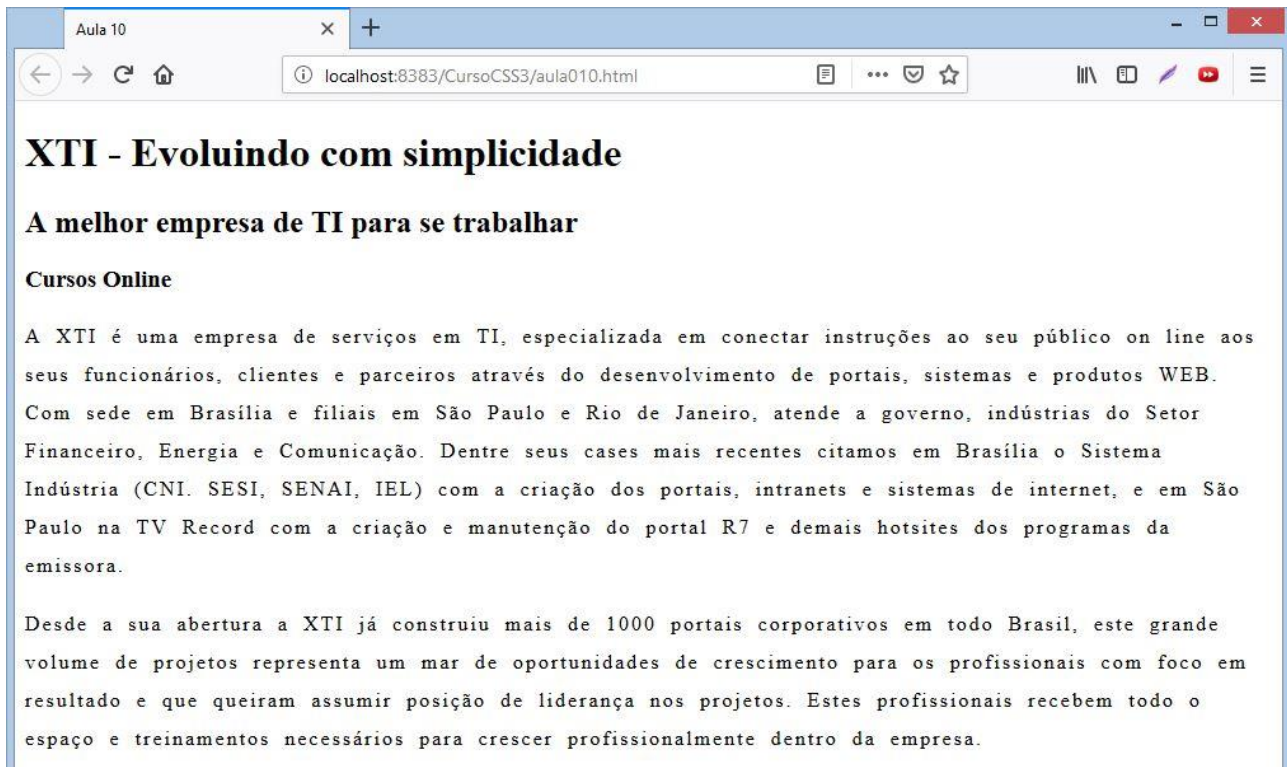 Aula 10
localhost:8383/CursoCSS3/aula010.html
XTI - Evoluindo com simplicidade
A melhor empresa de TI para se trabalhar
Cursos Online
A XTI é uma empresa de serviços em TI, especializada em conectar instruções ao seu público on line aos
seus funcionários, clientes e parceiros através do desenvolvimento de portais, sistemas e produtos WEB.
Com sede em Brasília e filiais em São Paulo e Rio de Janeiro, atende a governo, indústrias do Setor
Financeiro, Energia e Comunicação. Dentre seus cases mais recentes citamos em Brasília o Sistema
Indústria (CNI. SESI, SENAI, IEL) com a criação dos portais, intranets e sistemas de internet, e em São
Paulo na TV Record com a criação e manutenção do portal R7 e demais hotsites dos programas da
emissora.
Desde a sua abertura a XTI já construiu mais de 1000 portais corporativos em todo Brasil, este grande
volume de projetos representa um mar de oportunidades de crescimento para os profissionais com foco em
resultado e que queiram assumir posição de liderança nos projetos. Estes profissionais recebem todo o
espaço e treinamentos necessários para crescer profissionalmente dentro da empresa.